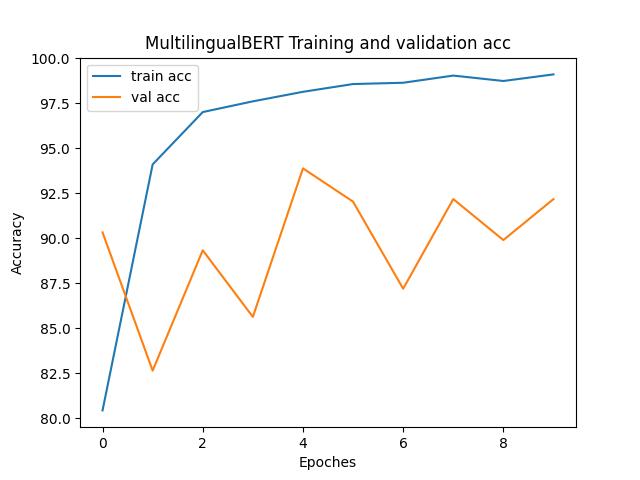 MultilingualBERT Training and validation acc
train acc
val acc
100.0
97.5
95.0
92.5
90.0
87.5
85.0
82.5
80.0
Accuracy
0 2 4 6 8
Epoches